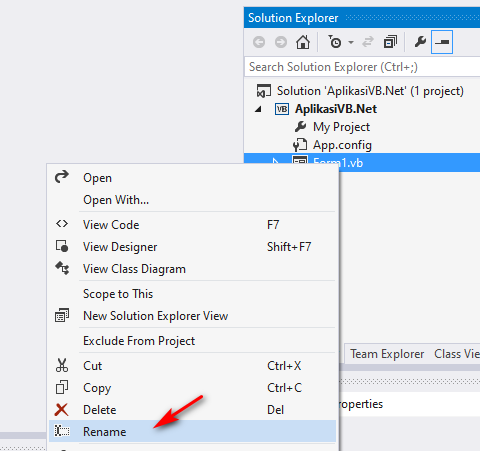 Solution Explorer
Search Solution Explorer (Ctrl+;)
Solution 'AplikasiVB.Net' (1 project)
VB AplikasiVB.Net
My Project
App.config
Form1.vb
Open
Open With...
View Code F7
View Designer Shift+F7
View Class Diagram
Scope to This
New Solution Explorer View
Exclude From Project
Cut Ctrl+X
Copy Ctrl+C
Delete Del
Rename
Team Explorer Class Vie
roperties